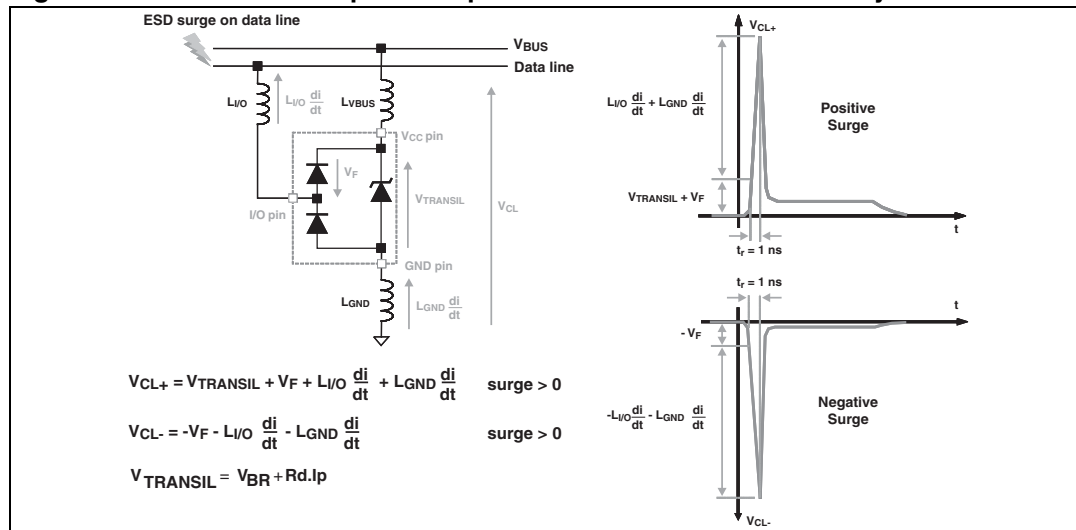 ESD surge on data line
VBUS
Data line
LI/O
LI/O di/dt
LVBUS
VCC pin
VF
VTRANSIL
VCL
I/O pin
GND pin
LGND
LGND di/dt
VCL+ = VTRANSIL + VF + LI/O di/dt + LGND di/dt surge > 0
VCL- = -VF - LI/O di/dt - LGND di/dt surge > 0
VTRANSIL = VBR + Rd.Ip
VCL+
LI/O di/dt + LGND di/dt
Positive
Surge
VTRANSIL + VF
t
tr = 1 ns
tr = 1 ns
t
- VF
-LI/O di/dt - LGND di/dt
Negative
Surge
VCL-